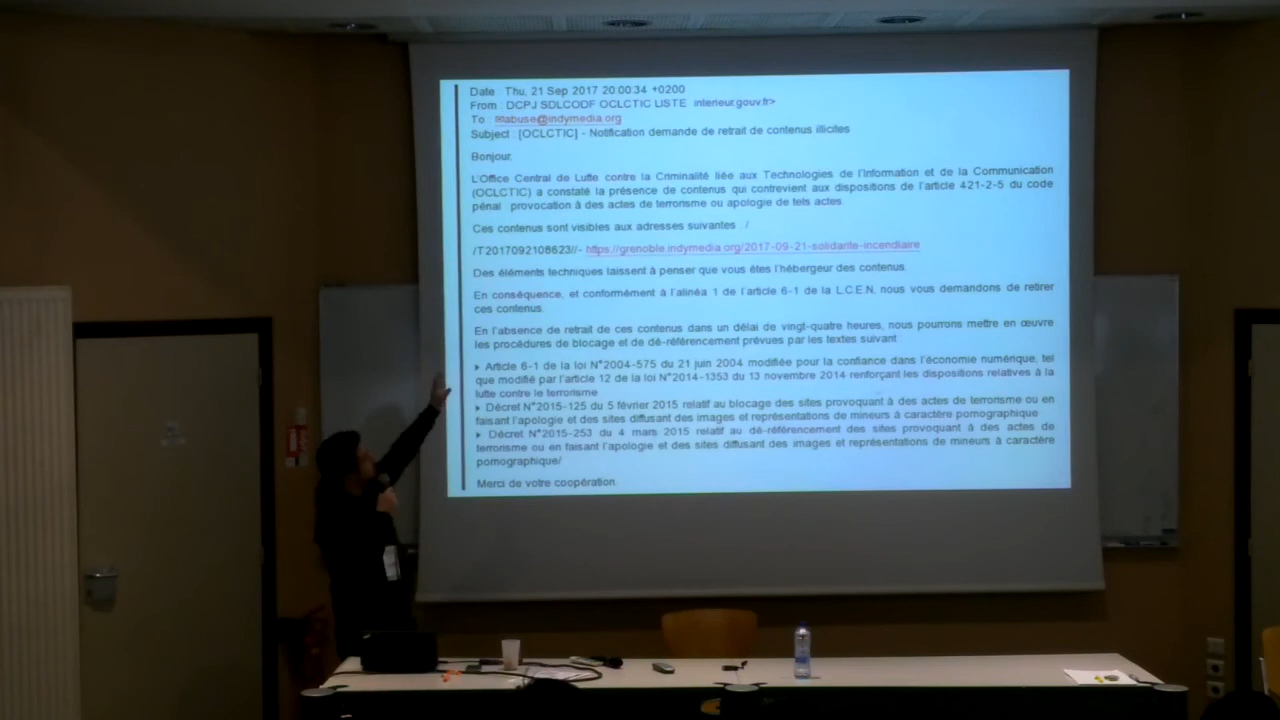 Date : Thu, 21 Sep 2017 20:00:34 +0200
From : DCPJ SDLCODF OCLCTIC LISTE interieur.gouv.fr>
To : abuse@indymedia.org
Subject : [OCLCTIC] - Notification demande de retrait de contenus illicites
Bonjour,
L'Office Central de Lutte contre la Criminalité liée aux Technologies de l'Information et de la Communication
(OCLCTIC) a constaté la présence de contenus qui contrevient aux dispositions de l'article 421-2-5 du code
pénal provocation à des actes de terrorisme ou apologie de tels actes.
Ces contenus sont visibles aux adresses suivantes : /
/T2017092108623//- https://grenoble.indymedia.org/2017-09-21-solidarite-incendiaire
Des éléments techniques laissent à penser que vous êtes l'hébergeur des contenus.
En conséquence, et conformément à l'alinéa 1 de l'article 6-1 de la L.C.E.N, nous vous demandons de retirer
ces contenus.
En l'absence de retrait de ces contenus dans un délai de vingt-quatre heures, nous pourrons mettre en œuvre
les procédures de blocage et de dé-référencement prévues par les textes suivant
‣ Article 6-1 de la loi N°2004-575 du 21 juin 2004 modifiée pour la confiance dans l'économie numérique, tel
que modifié par l'article 12 de la loi N°2014-1353 du 13 novembre 2014 renforçant les dispositions relatives à la
lutte contre le terrorisme
‣ Décret N°2015-125 du 5 février 2015 relatif au blocage des sites provoquant à des actes de terrorisme ou en
faisant l'apologie et des sites diffusant des images et représentations de mineurs à caractère pornographique
‣ Décret N°2015-253 du 4 mars 2015 relatif au dé-référencement des sites provoquant à des actes de
terrorisme ou en faisant l'apologie et des sites diffusant des images et représentations de mineurs à caractère
pornographique/
Merci de votre coopération.